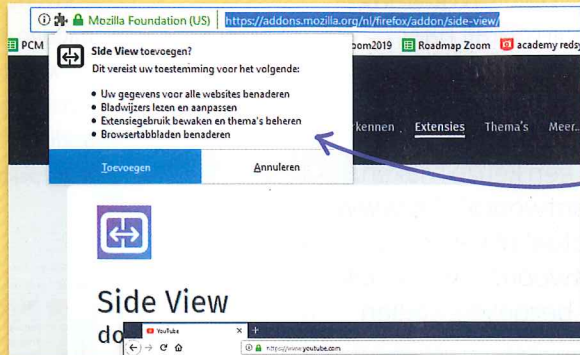 Mozilla Foundation (US) https://addons.mozilla.org/nl/firefox/addon/side-view/
PCM
oom2019 Roadmap Zoom academy redsy
Side View toevoegen?
Dit vereist uw toestemming voor het volgende:
• Uw gegevens voor alle websites benaderen
• Bladwijzers lezen en aanpassen
• Extensiegebruik bewaken en thema's beheren
• Browsertabbladen benaderen
rkennen Extensies Thema's Meer...
Toevoegen Annuleren
Side View
do
YouTube
https://www.youtube.com